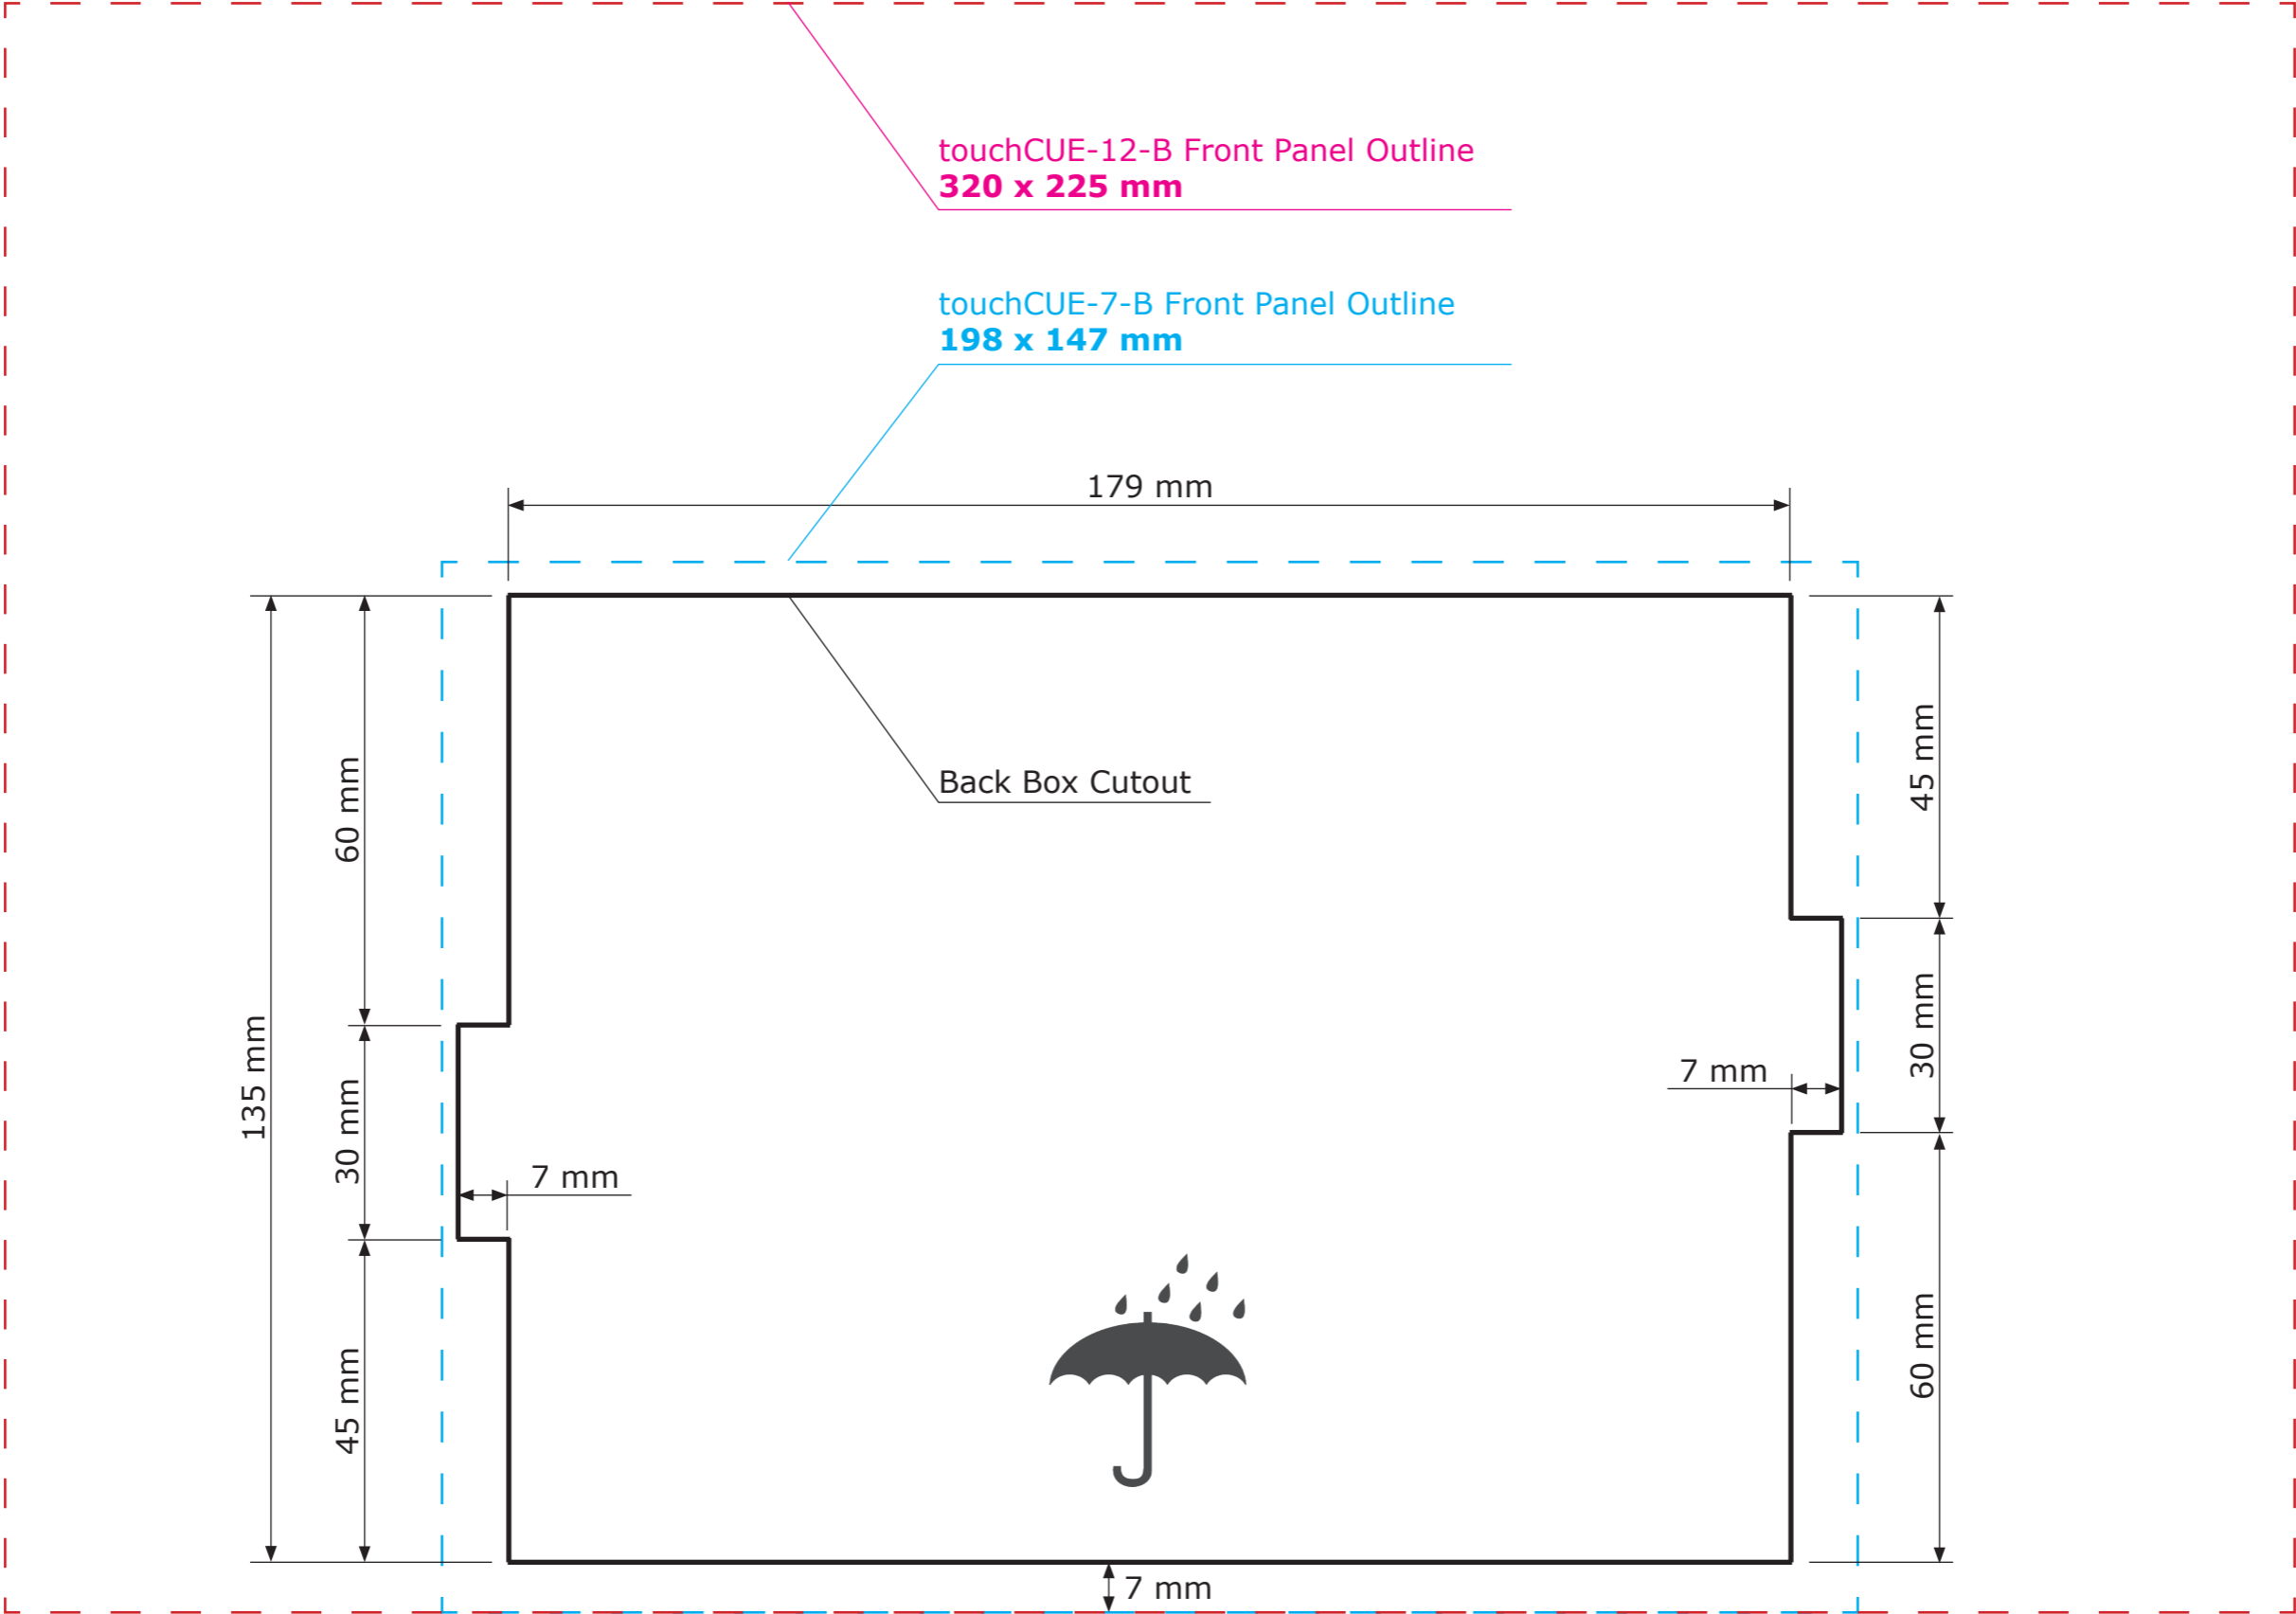 touchCUE-12-B Front Panel Outline
320 x 225 mm
touchCUE-7-B Front Panel Outline
198 x 147 mm
179 mm
60 mm
45 mm
Back Box Cutout
135 mm
30 mm
30 mm
7 mm
7 mm
45 mm
60 mm
7 mm